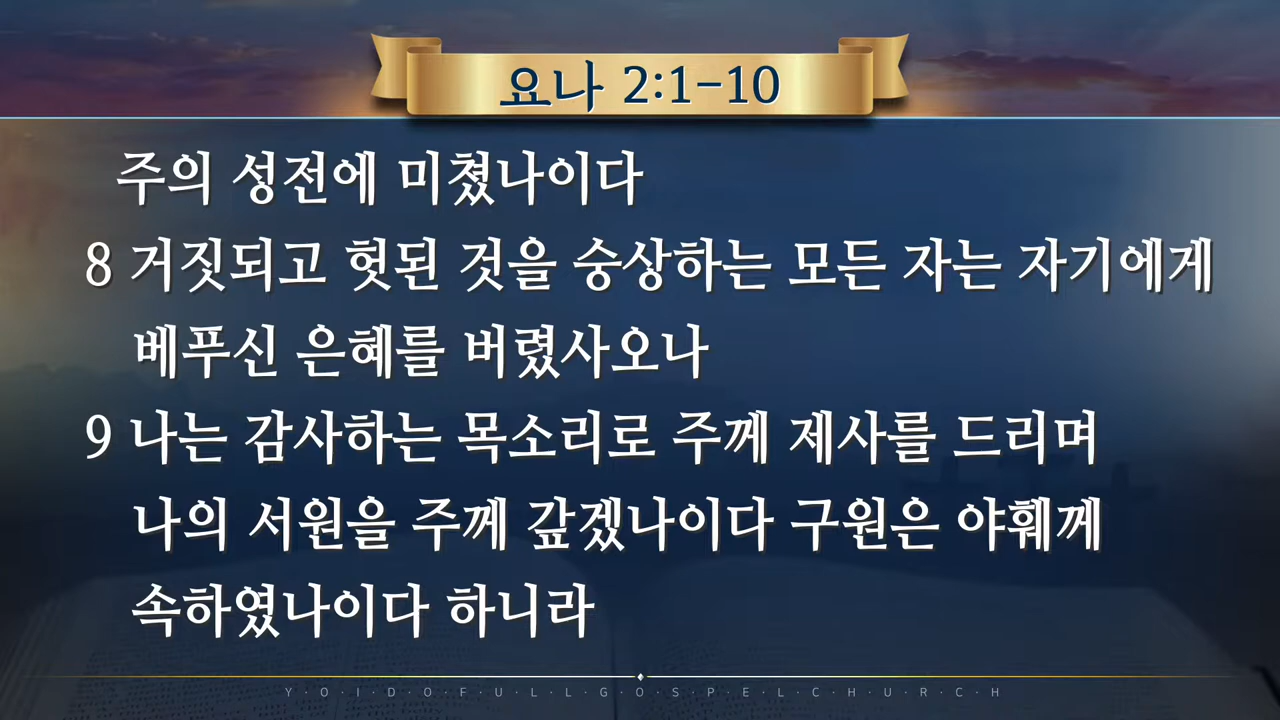 요나 2:1-10
주의 성전에 미쳤나이다
8 거짓되고 헛된 것을 숭상하는 모든 자는 자기에게
베푸신 은혜를 버렸사오나
9 나는 감사하는 목소리로 주께 제사를 드리며
나의 서원을 주께 갚겠나이다 구원은 야훼께
속하였나이다 하니라
Y·O·I·D·O·F·U·L·L·G·O·S·P·E·L·C·H·U·R·C·H